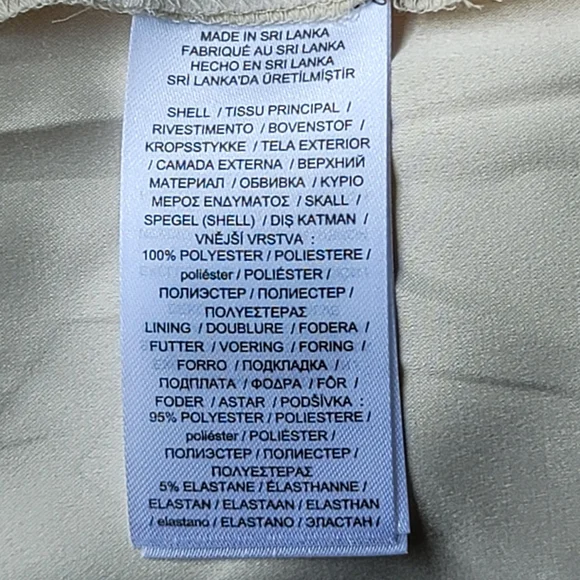 MADE IN SRI LANKA
FABRIQUÉ AU SRI LANKA
HECHO EN SRI LANKA
SRİ LANKA'DA ÜRETİLMİŞTİR
SHELL / TISSU PRINCIPAL /
RIVESTIMENTO / BOVENSTOF /
KROPSSTYKKE / TELA EXTERIOR
/ CAMADA EXTERNA / ВЕРХНИЙ
МАТЕРИАЛ / ОБВИВКА / ΚΥΡΙΟ
ΜΕΡΟΣ ΕΝΔΥΜΑΤΟΣ / SKALL /
SPEGEL (SHELL) / DIŞ KATMAN /
VNĚJŠÍ VRSTVA :
100% POLYESTER / POLIESTERE /
poliéster / POLIÉSTER /
ПОЛИЭСТЕР / ПОЛИЕСТЕР /
ΠΟΛΥΕΣΤΕΡΑΣ
LINING / DOUBLURE / FODERA /
FUTTER / VOERING / FORING /
FORRO / ПОДКЛАДКА /
ПОДПЛАТА / ΦΟΔΡΑ / FÔR /
FODER / ASTAR / PODŠÍVKA :
95% POLYESTER / POLIESTERE /
poliéster / POLIÉSTER /
ПОЛИЭСТЕР / ПОЛИЕСТЕР /
ΠΟΛΥΕΣΤΕΡΑΣ
5% ELASTANE / ÉLASTHANNE /
ELASTAN / ELASTAAN / ELASTHAN
/ elastano / ELASTANO / ЭЛАСТАН /